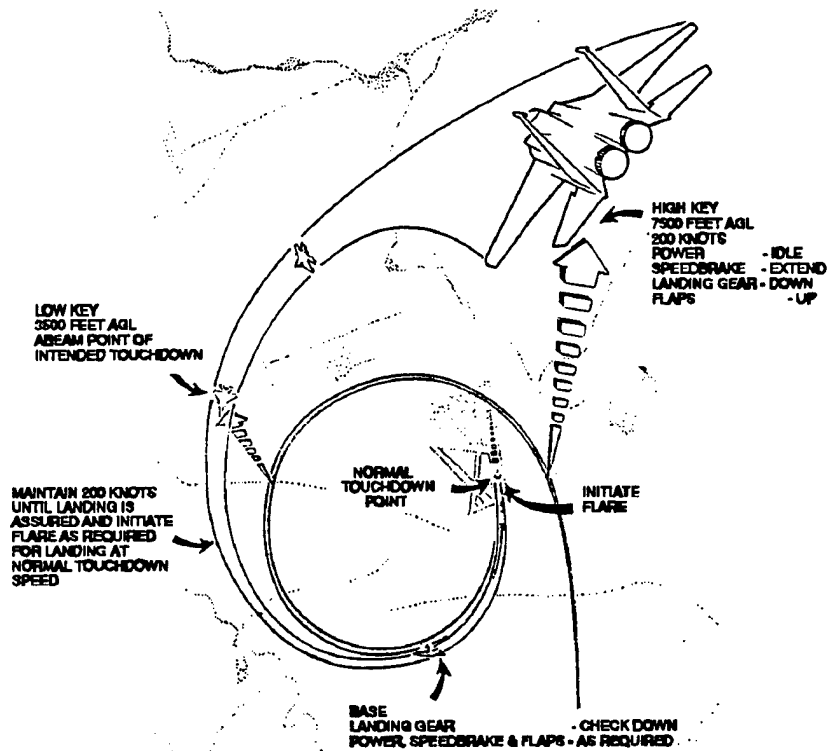 HIGH KEY
7500 FEET AGL
200 KNOTS
POWER - IDLE
SPEEDBRAKE - EXTEND
LANDING GEAR - DOWN
FLAPS - UP
LOW KEY
3500 FEET AGL
ABEAM POINT OF
INTENDED TOUCHDOWN
NORMAL
TOUCHDOWN
POINT
INITIATE
FLARE
MAINTAIN 200 KNOTS
UNTIL LANDING IS
ASSURED AND INITIATE
FLARE AS REQUIRED
FOR LANDING AT
NORMAL TOUCHDOWN
SPEED
BASE
LANDING GEAR - CHECK DOWN
POWER, SPEEDBRAKE & FLAPS - AS REQUIRED